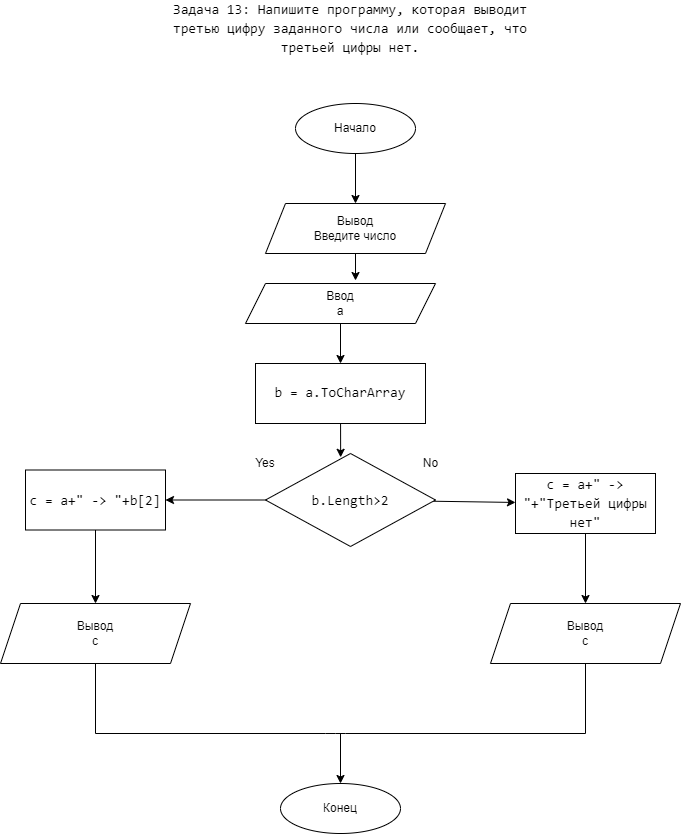 Задача 13: Напишите программу, которая выводит
третью цифру заданного числа или сообщает, что
третьей цифры нет.
Начало
Вывод
Введите число
Ввод
а
b = a.ToCharArray
Yes
No
b.Length>2
c = a+" -> "+b[2]
c = a+" ->
"+"Третьей цифры
нет"
Вывод
с
Вывод
с
Конец